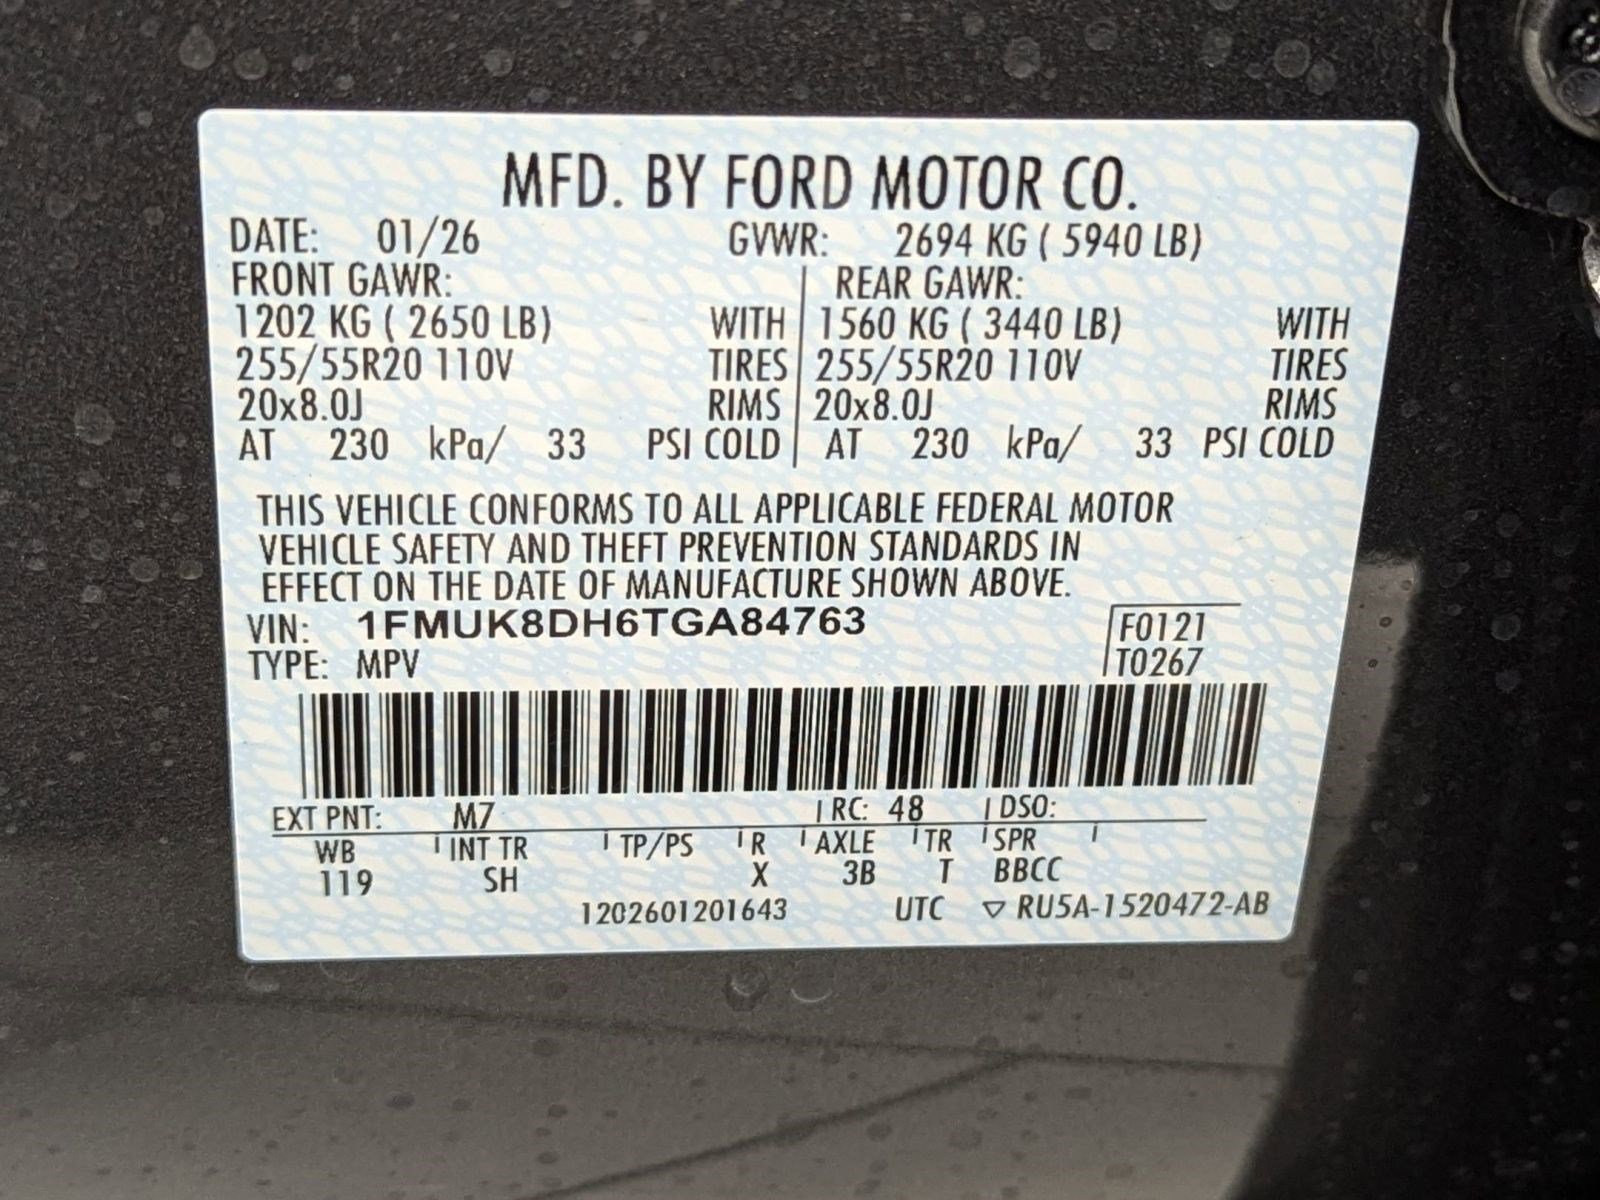 MFD. BY FORD MOTOR CO.
DATE: 01/26 GVWR: 2694 KG ( 5940 LB)
FRONT GAWR: REAR GAWR:
1202 KG ( 2650 LB) WITH 1560 KG ( 3440 LB) WITH
255/55R20 110V TIRES 255/55R20 110V TIRES
20x8.0J RIMS 20x8.0J RIMS
AT 230 kPa/ 33 PSI COLD AT 230 kPa/ 33 PSI COLD
THIS VEHICLE CONFORMS TO ALL APPLICABLE FEDERAL MOTOR
VEHICLE SAFETY AND THEFT PREVENTION STANDARDS IN
EFFECT ON THE DATE OF MANUFACTURE SHOWN ABOVE.
VIN: 1FMUK8DH6TGA84763 F0121
TYPE: MPV T0267
EXT PNT: M7 RC: 48 DSO:
WB INT TR TP/PS R AXLE TR SPR
119 SH X 3B T BBCC
1202601201643 UTC ▽ RU5A-1520472-AB